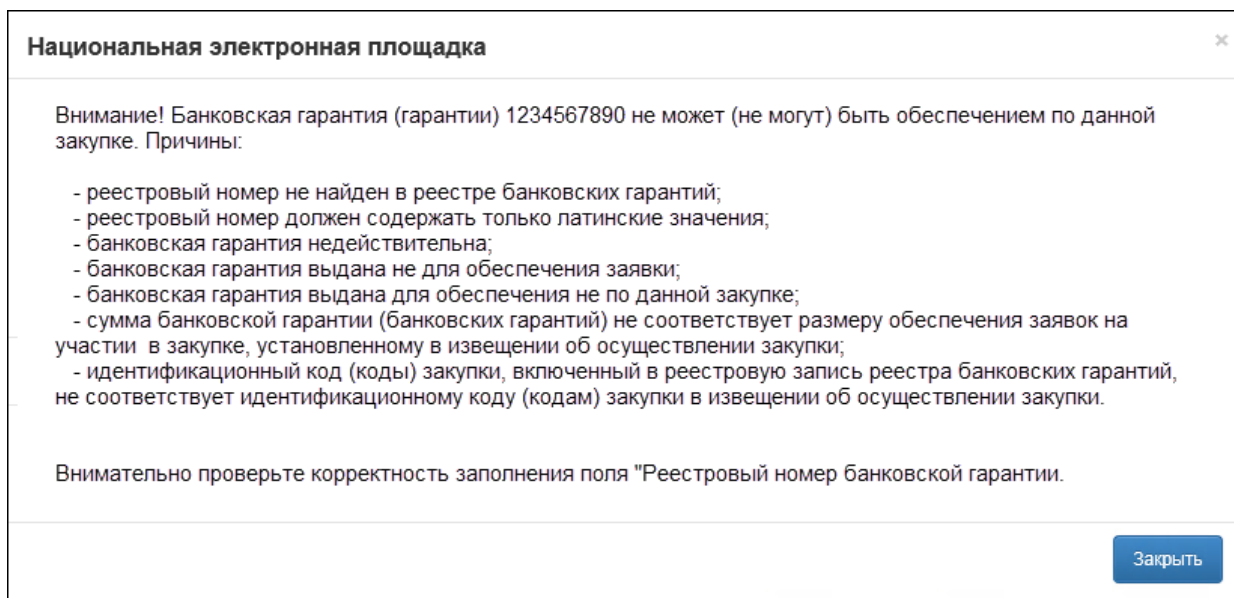 Национальная электронная площадка
×
Внимание! Банковская гарантия (гарантии) 1234567890 не может (не могут) быть обеспечением по данной
закупке. Причины:
- реестровый номер не найден в реестре банковских гарантий;
- реестровый номер должен содержать только латинские значения;
- банковская гарантия недействительна;
- банковская гарантия выдана не для обеспечения заявки;
- банковская гарантия выдана для обеспечения не по данной закупке;
- сумма банковской гарантии (банковских гарантий) не соответствует размеру обеспечения заявок на
участии в закупке, установленному в извещении об осуществлении закупки;
- идентификационный код (коды) закупки, включенный в реестровую запись реестра банковских гарантий,
не соответствует идентификационному коду (кодам) закупки в извещении об осуществлении закупки.
Внимательно проверьте корректность заполнения поля "Реестровый номер банковской гарантии.
Закрыть